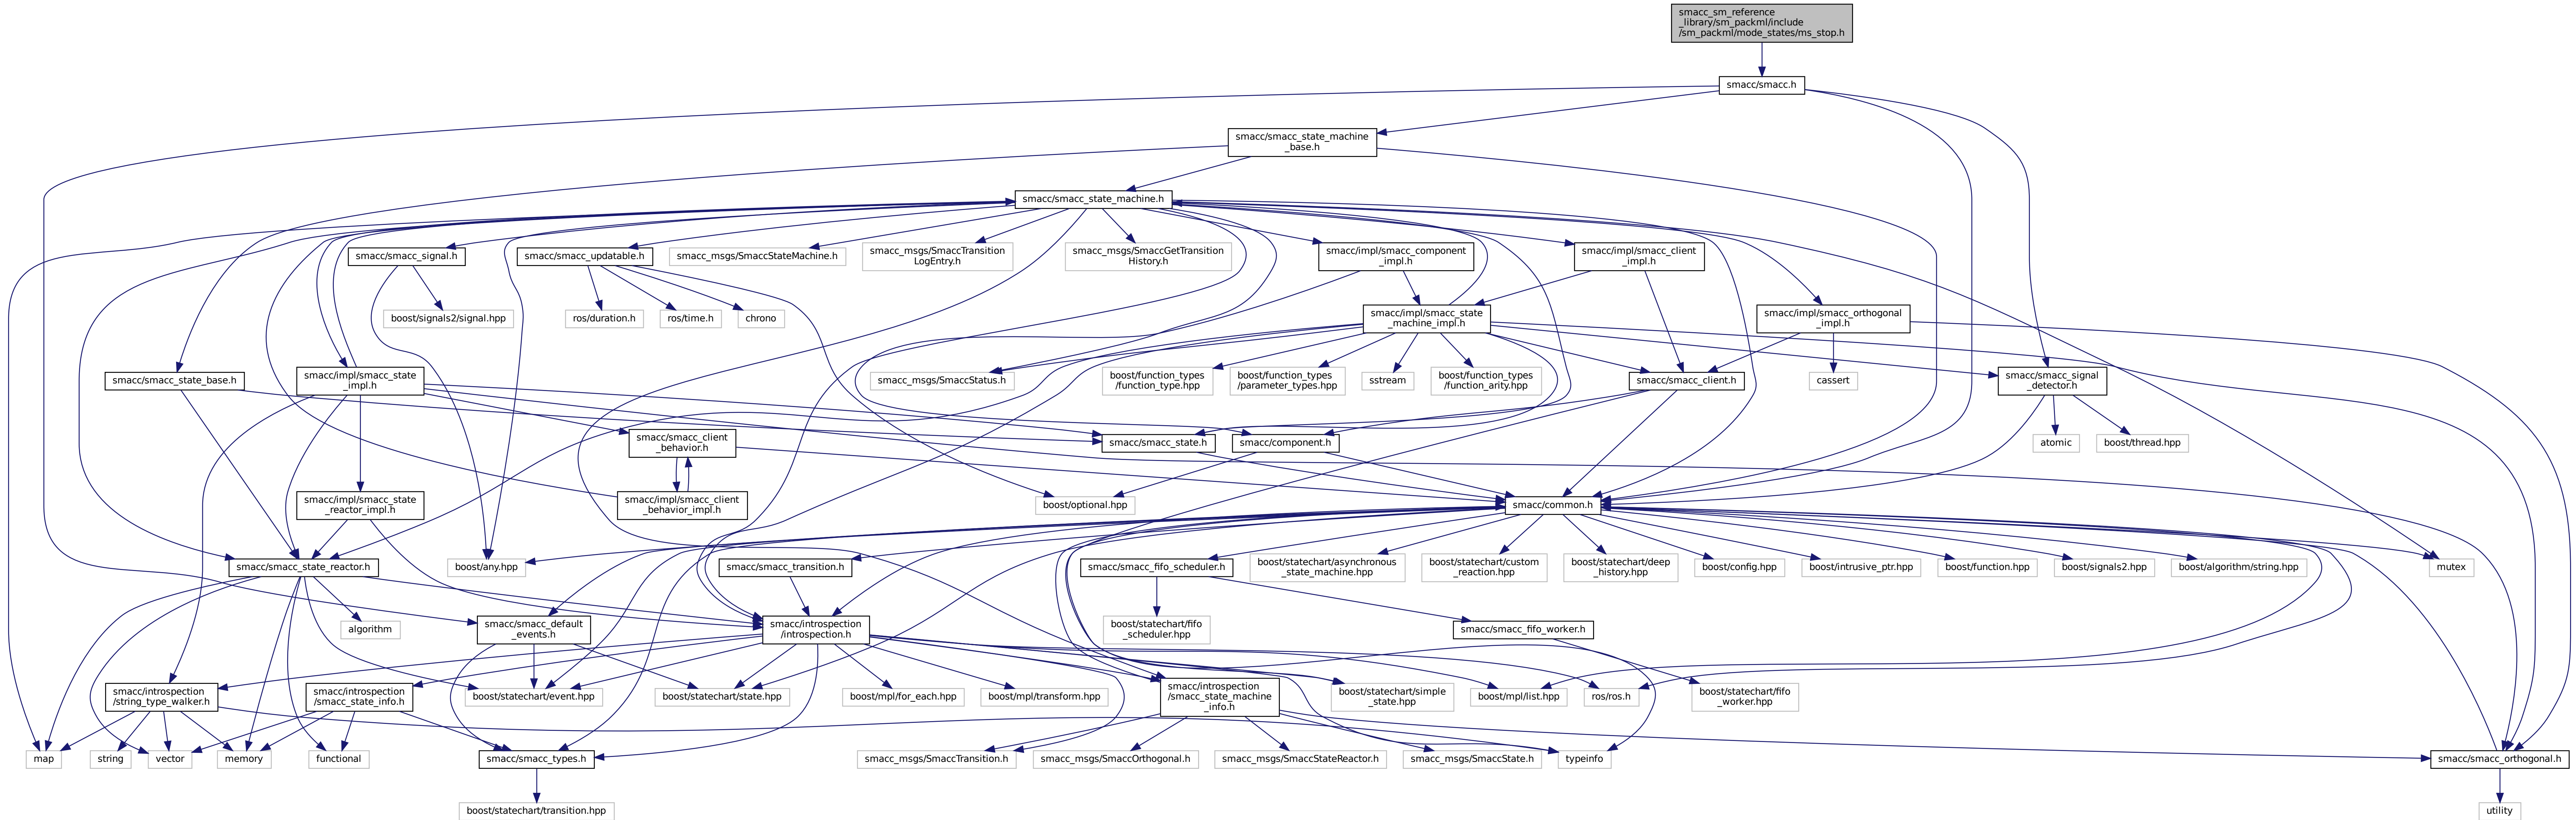 smacc_sm_reference
_library/sm_packml/include
/sm_packml/mode_states/ms_stop.h
smacc/smacc.h
smacc/smacc_state_machine
_base.h
smacc/smacc_state_machine.h
smacc/smacc_signal.h
smacc/smacc_updatable.h
smacc_msgs/SmaccStateMachine.h
smacc_msgs/SmaccTransition
LogEntry.h
smacc_msgs/SmaccGetTransition
History.h
smacc/impl/smacc_component
_impl.h
smacc/impl/smacc_client
_impl.h
boost/signals2/signal.hpp
ros/duration.h
ros/time.h
chrono
smacc/impl/smacc_state
_machine_impl.h
smacc/impl/smacc_orthogonal
_impl.h
smacc/smacc_state_base.h
smacc/impl/smacc_state
_impl.h
smacc_msgs/SmaccStatus.h
boost/function_types
/function_type.hpp
boost/function_types
/parameter_types.hpp
sstream
boost/function_types
/function_arity.hpp
smacc/smacc_client.h
cassert
smacc/smacc_signal
_detector.h
smacc/smacc_client
_behavior.h
smacc/smacc_state.h
smacc/component.h
atomic
boost/thread.hpp
smacc/impl/smacc_state
_reactor_impl.h
smacc/impl/smacc_client
_behavior_impl.h
boost/optional.hpp
smacc/common.h
smacc/smacc_state_reactor.h
boost/any.hpp
smacc/smacc_transition.h
smacc/smacc_fifo_scheduler.h
boost/statechart/asynchronous
_state_machine.hpp
boost/statechart/custom
_reaction.hpp
boost/statechart/deep
_history.hpp
boost/config.hpp
boost/intrusive_ptr.hpp
boost/function.hpp
boost/signals2.hpp
boost/algorithm/string.hpp
mutex
algorithm
smacc/smacc_default
_events.h
smacc/introspection
/introspection.h
boost/statechart/fifo
_scheduler.hpp
smacc/smacc_fifo_worker.h
smacc/introspection
/string_type_walker.h
smacc/introspection
/smacc_state_info.h
boost/statechart/event.hpp
boost/statechart/state.hpp
boost/mpl/for_each.hpp
boost/mpl/transform.hpp
smacc/introspection
/smacc_state_machine
_info.h
boost/statechart/simple
_state.hpp
boost/mpl/list.hpp
ros/ros.h
boost/statechart/fifo
_worker.hpp
map
string
vector
memory
functional
smacc/smacc_types.h
smacc_msgs/SmaccTransition.h
smacc_msgs/SmaccOrthogonal.h
smacc_msgs/SmaccStateReactor.h
smacc_msgs/SmaccState.h
typeinfo
smacc/smacc_orthogonal.h
boost/statechart/transition.hpp
utility